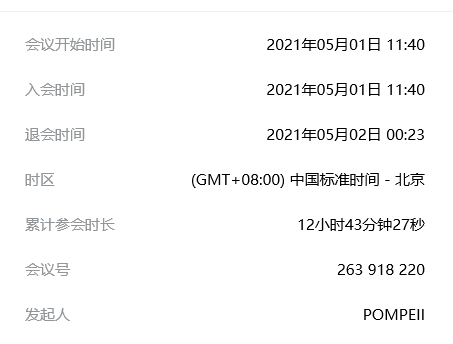 会议开始时间 2021年05月01日 11:40
入会时间 2021年05月01日 11:40
退会时间 2021年05月02日 00:23
时区 (GMT+08:00) 中国标准时间 - 北京
累计参会时长 12小时43分钟27秒
会议号 263 918 220
发起人 POMPEII